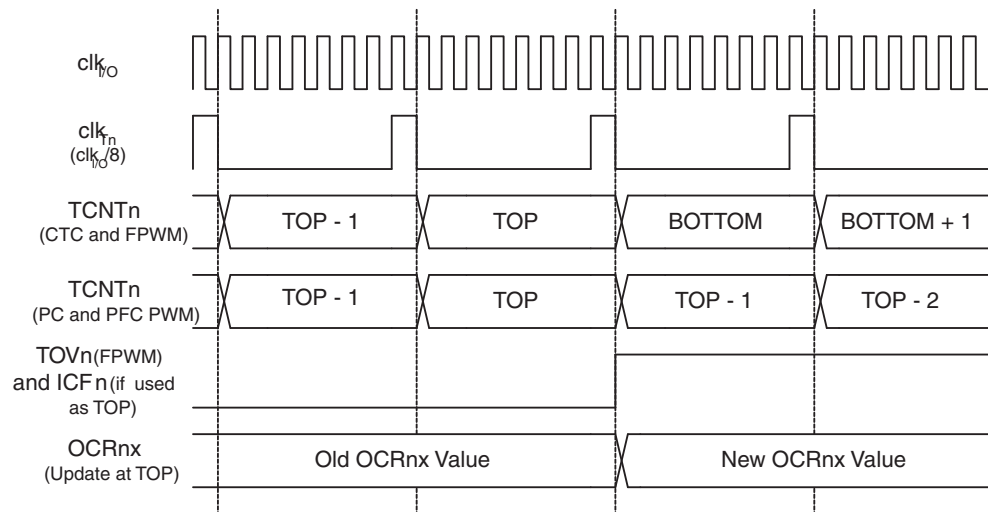 clkI/O
clkTn
(clkI/O/8)
TCNTn
(CTC and FPWM)
TOP - 1
TOP
BOTTOM
BOTTOM + 1
TCNTn
(PC and PFC PWM)
TOP - 1
TOP
TOP - 1
TOP - 2
TOVn(FPWM)
and ICFn(if used
as TOP)
OCRnx
(Update at TOP)
Old OCRnx Value
New OCRnx Value